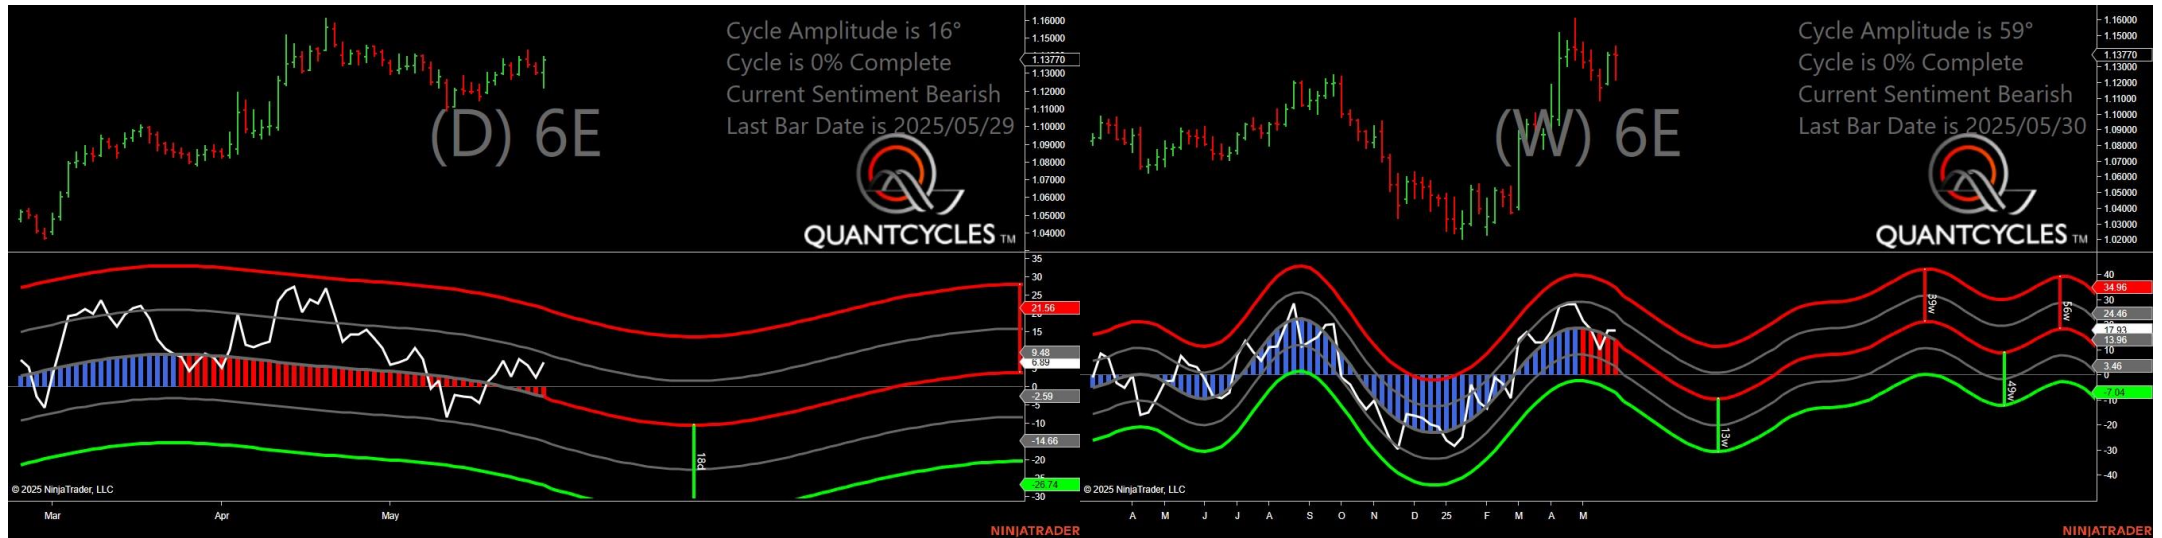 Cycle Amplitude is 16°
Cycle is 0% Complete
Current Sentiment Bearish
Last Bar Date is 2025/05/29
(D) 6E
QUANTCYCLES TM
1.16000
1.15000
1.13770
1.13000
1.12000
1.11000
1.10000
1.09000
1.08000
1.07000
1.06000
1.05000
1.04000
35
30
25
21.56
15
9.48
6.89
0
-2.59
-5
-10
-14.66
-20
-26.74
-30
18d
© 2025 NinjaTrader, LLC
Mar
Apr
May
NINJATRADER
Cycle Amplitude is 59°
Cycle is 0% Complete
Current Sentiment Bearish
Last Bar Date is 2025/05/30
(W) 6E
QUANTCYCLES TM
1.16000
1.15000
1.13770
1.13000
1.12000
1.11000
1.10000
1.09000
1.08000
1.07000
1.06000
1.05000
1.04000
1.03000
1.02000
40
34.96
30
24.46
17.93
13.96
10
3.46
0
-7.04
-10
-20
-30
-40
39w
56w
49w
13w
© 2025 NinjaTrader, LLC
A M J J A S O N D 25 F M A M
NINJATRADER